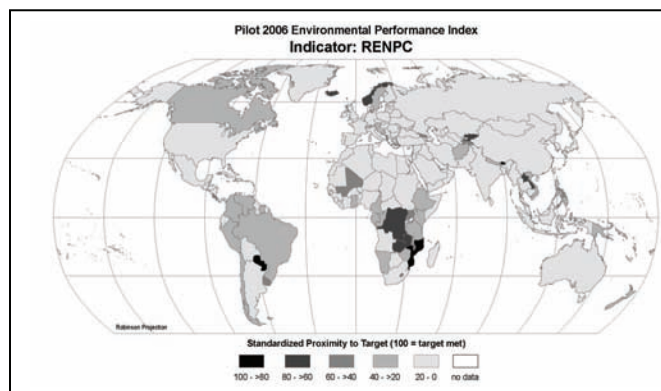 Pilot 2006 Environmental Performance Index
Indicator: RENPC
Robinson Projection
Standardized Proximity to Target (100 = target met)
100 - >80 80 - >60 60 - >40 40 - >20 20 - 0 no data